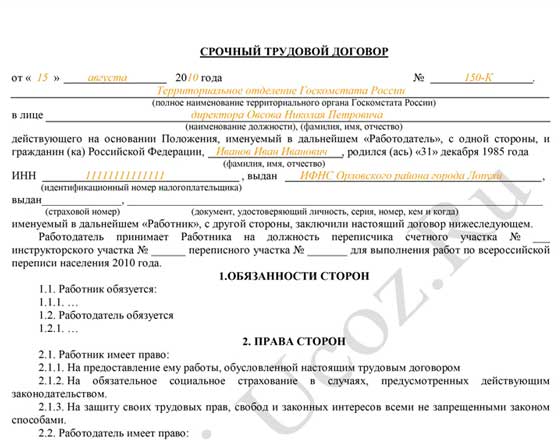 СРОЧНЫЙ ТРУДОВОЙ ДОГОВОР
от « 15 » августа 2010 года № 150-К.
Территориальное отделение Госкомстата России
(полное наименование территориального органа Госкомстата России)
в лице директора Оксова Николая Петровича
(наименование должности), (фамилия, имя, отчество)
действующего на основании Положения, именуемый в дальнейшем «Работодатель», с одной стороны, и
гражданин (ка) Российской Федерации, Иванов Иван Иванович, родился (ась) «31» декабря 1985 года
(фамилия, имя, отчество)
ИНН 11111111111111, выдан ИФНС Орловского района города Лопухи
(идентификационный номер налогоплательщика)
выдан
(страховой номер) (документ, удостоверяющий личность, серия, номер, кем и когда)
именуемый в дальнейшем «Работник», с другой стороны, заключили настоящий договор нижеследующем.
Работодатель принимает Работника на должность переписчика счетного участка № ___
инструкторского участка № ______ переписного участка № ______ для выполнения работ по всероссийской
переписи населения 2010 года.
1.ОБЯЗАННОСТИ СТОРОН
1.1. Работник обязуется:
1.1.1. …
1.2. Работодатель обязуется
1.2.1. …
2. ПРАВА СТОРОН
2.1. Работник имеет право:
2.1.1. На предоставление ему работы, обусловленной настоящим трудовым договором
2.1.2. На обязательное социальное страхование в случаях, предусмотренных действующим
законодательством.
2.1.3. На защиту своих трудовых прав, свобод и законных интересов всеми не запрещенными законом
способами.
2.2. Работодатель имеет право:
Ucoz.Ru